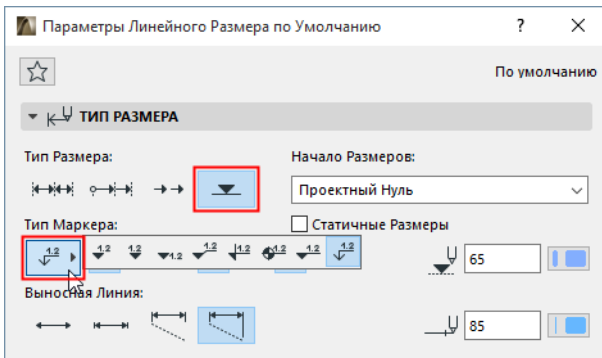 Параметры Линейного Размера по Умолчанию ? ×
По умолчанию
ТИП РАЗМЕРА
Тип Размера: Начало Размеров:
Проектный Нуль
Тип Маркера: Статичные Размеры
1.2 1.2 1.2 1.2 1.2 1.2 1.2 1.2 1.2 65
Выносная Линия:
85